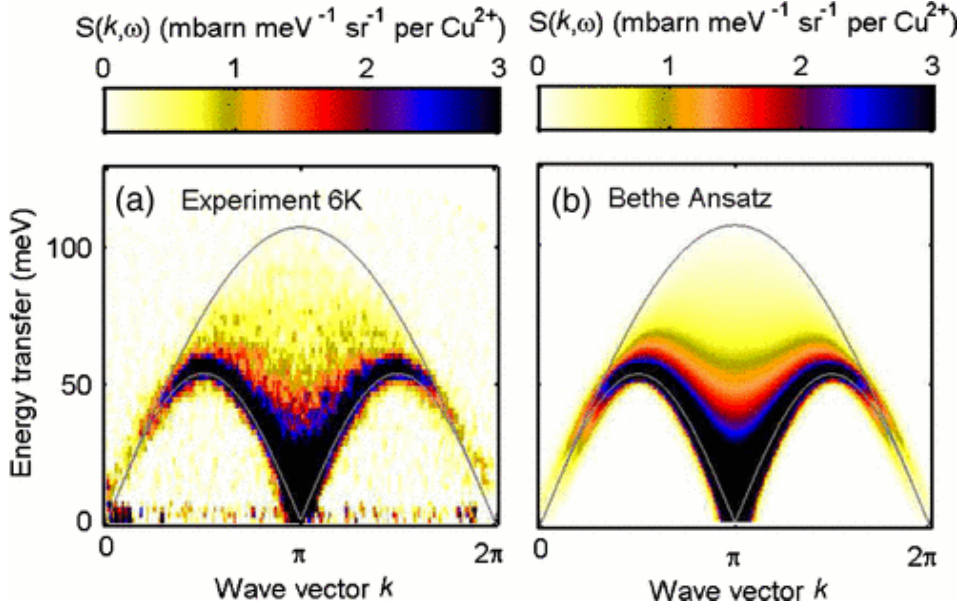 S(k,ω) (mbarn meV⁻¹ sr⁻¹ per Cu²⁺)
0 1 2 3
S(k,ω) (mbarn meV⁻¹ sr⁻¹ per Cu²⁺)
0 1 2 3
(a) Experiment 6K
(b) Bethe Ansatz
Energy transfer (meV)
100
50
0
0 π 2π
Wave vector k
0 π 2π
Wave vector k